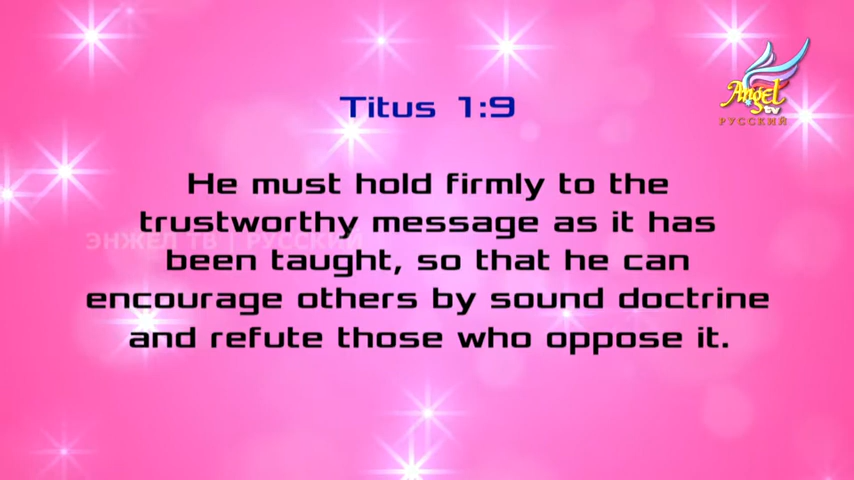 Angel
tv
РУССКИЙ
Titus 1:9
He must hold firmly to the
trustworthy message as it has
ЭНЖЕЛ ТВ | РУССКИЙ
been taught, so that he can
encourage others by sound doctrine
and refute those who oppose it.